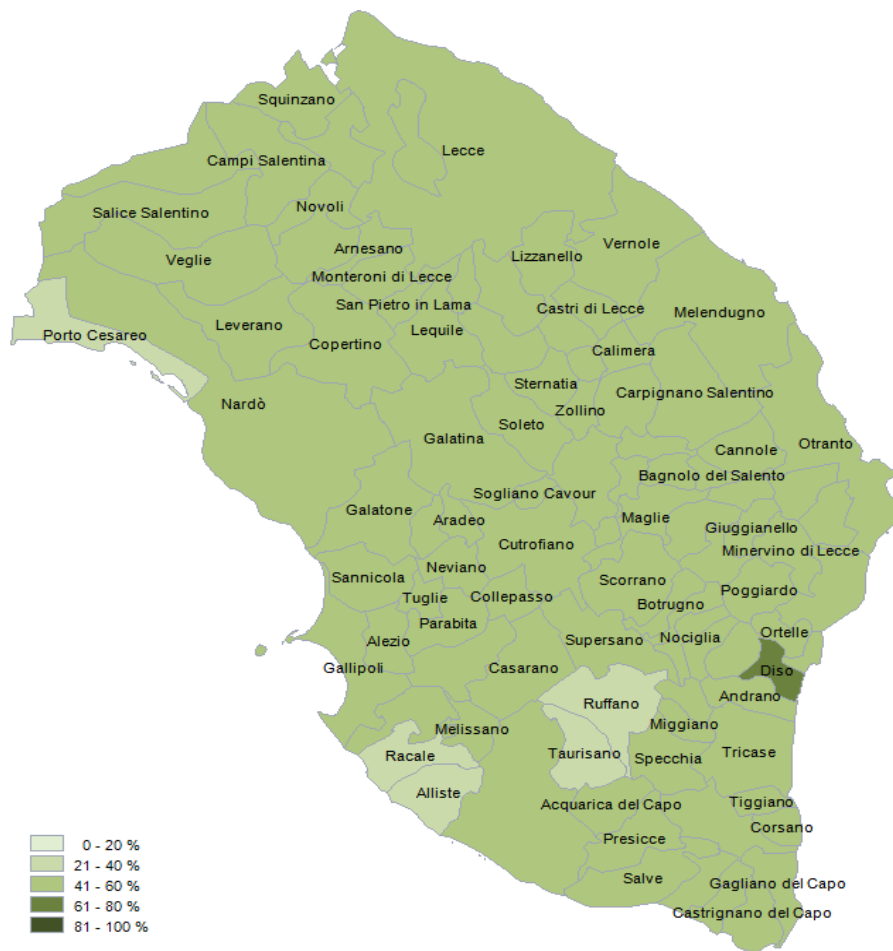 Squinzano
Lecce
Campi Salentina
Novoli
Salice Salentino
Arnesano
Vernole
Lizzanello
Veglie
Monteroni di Lecce
San Pietro in Lama
Castri di Lecce
Melendugno
Leverano
Lequile
Porto Cesareo
Copertino
Calimera
Sternatia
Carpignano Salentino
Nardò
Zollino
Soleto
Galatina
Otranto
Cannole
Bagnolo del Salento
Sogliano Cavour
Galatone
Aradeo
Maglie
Giuggianello
Cutrofiano
Minervino di Lecce
Neviano
Sannicola
Scorrano
Poggiardo
Tuglie
Collepasso
Botrugno
Parabita
Ortelle
Alezio
Supersano
Nociglia
Gallipoli
Casarano
Diso
Andrano
Ruffano
Miggiano
Melissano
Racale
Taurisano
Specchia
Tricase
Alliste
Acquarica del Capo
Tiggiano
Corsano
Presicce
Salve
Gagliano del Capo
Castrignano del Capo
0 - 20 %
21 - 40 %
41 - 60 %
61 - 80 %
81 - 100 %